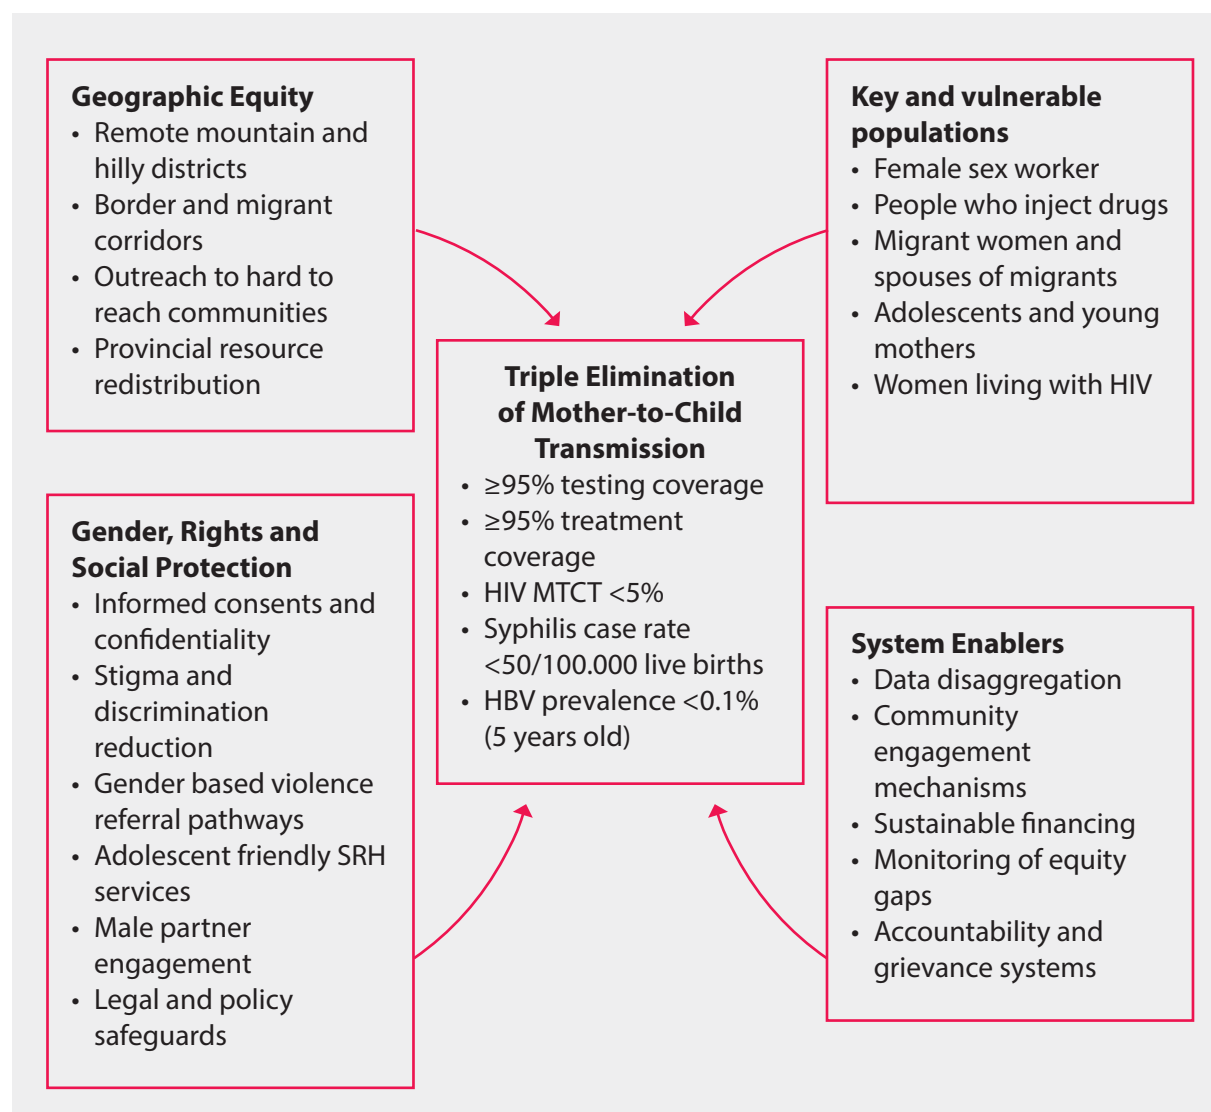 Geographic Equity
• Remote mountain and
hilly districts
• Border and migrant
corridors
• Outreach to hard to
reach communities
• Provincial resource
redistribution
Key and vulnerable
populations
• Female sex worker
• People who inject drugs
• Migrant women and
spouses of migrants
• Adolescents and young
mothers
• Women living with HIV
Triple Elimination
of Mother-to-Child
Transmission
• ≥95% testing coverage
• ≥95% treatment
coverage
• HIV MTCT <5%
• Syphilis case rate
<50/100.000 live births
• HBV prevalence <0.1%
(5 years old)
Gender, Rights and
Social Protection
• Informed consents and
confidentiality
• Stigma and
discrimination
reduction
• Gender based violence
referral pathways
• Adolescent friendly SRH
services
• Male partner
engagement
• Legal and policy
safeguards
System Enablers
• Data disaggregation
• Community
engagement
mechanisms
• Sustainable financing
• Monitoring of equity
gaps
• Accountability and
grievance systems